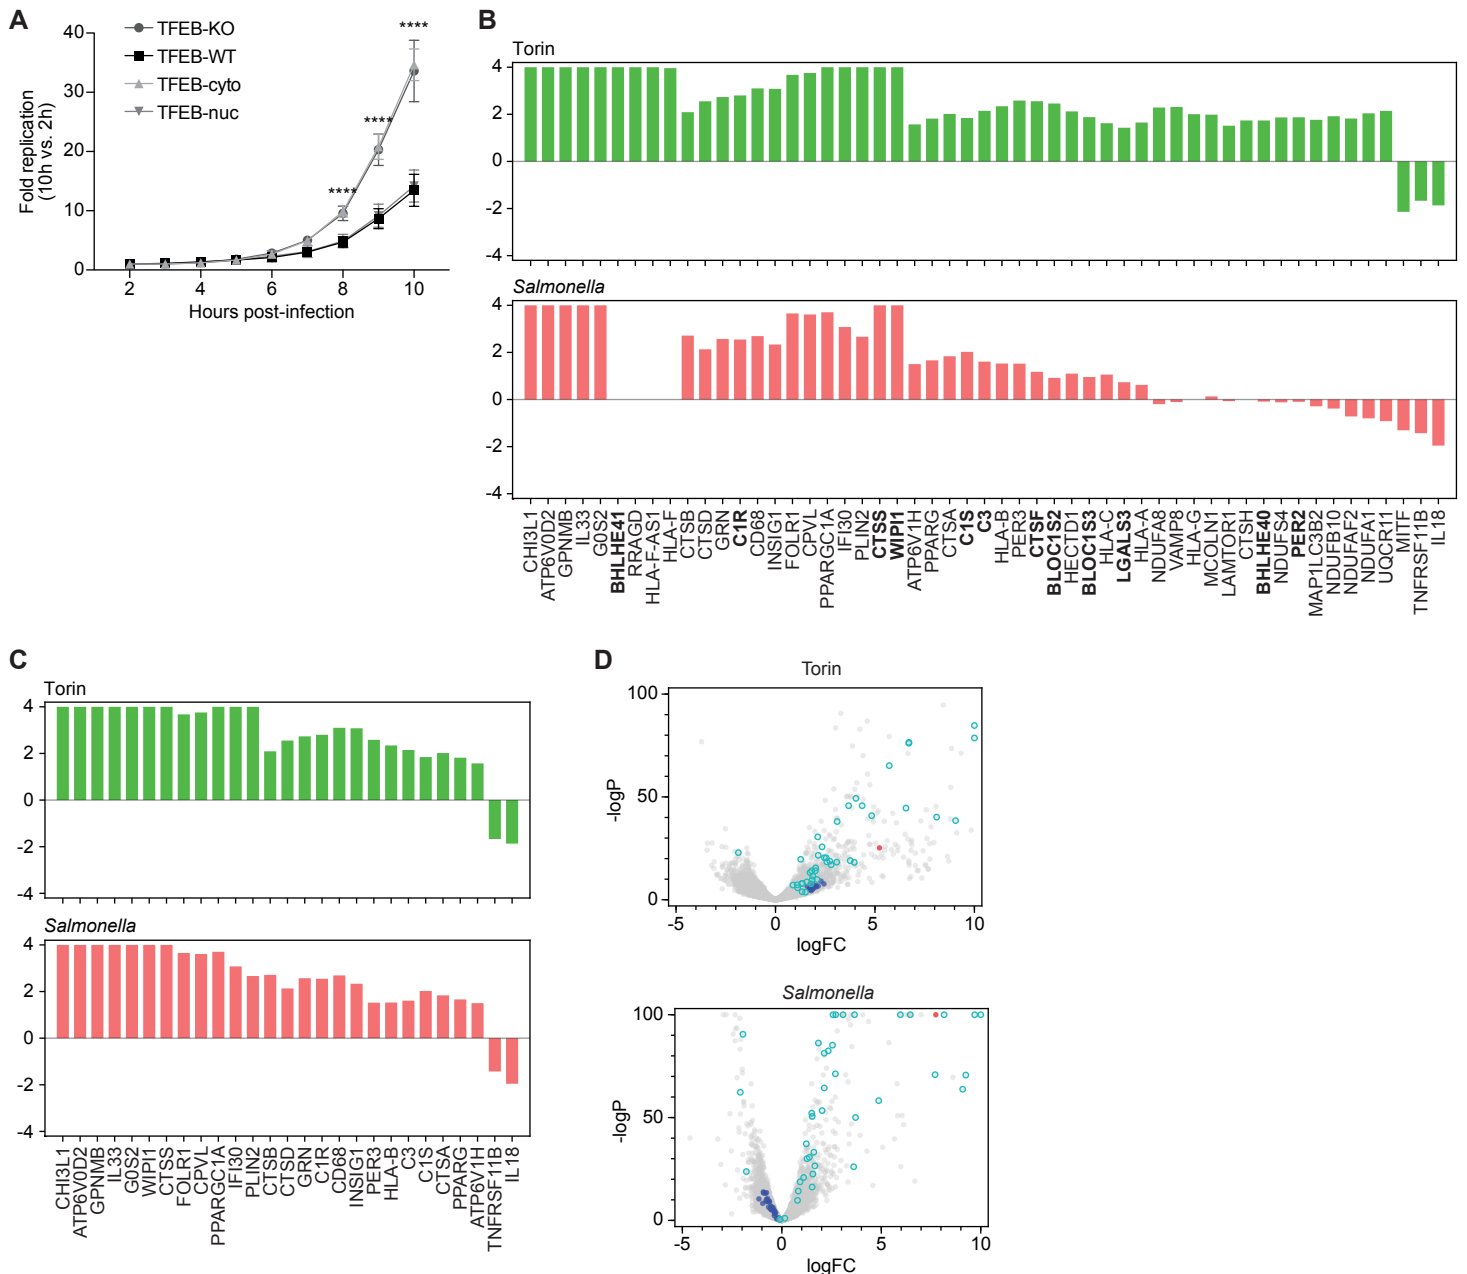 A
TFEB-KO
TFEB-WT
TFEB-cyto
TFEB-nuc
Fold replication
(10h vs. 2h)
40
30
20
10
0
2 4 6 8 10
Hours post-infection
****
****
****
B
Torin
4
2
0
-2
-4
Salmonella
4
2
0
-2
-4
CHI3L1
ATP6V0D2
GPNMB
IL33
G0S2
BHLHE41
RRAGD
HLA-F-AS1
HLA-F
CTSB
CTSD
GRN
C1R
CD68
INSIG1
FOLR1
CPVL
PPARGC1A
IFI30
PLIN2
CTSS
WIPI1
ATP6V1H
PPARG
CTSA
C1S
C3
HLA-B
PER3
CTSF
BLOC1S2
HECTD1
BLOC1S3
HLA-C
LGALS3
HLA-A
NDUFA8
VAMP8
HLA-G
MCOLN1
LAMTOR1
CTSH
BHLHE40
NDUFS4
PER2
MAP1LC3B2
NDUFB10
NDUFAF2
NDUFA1
UQCR11
MITF
TNFRSF11B
IL18
C
Torin
4
2
0
-2
-4
Salmonella
4
2
0
-2
-4
CHI3L1
ATP6V0D2
GPNMB
IL33
G0S2
WIPI1
CTSS
FOLR1
CPVL
PPARGC1A
IFI30
PLIN2
CTSB
CTSD
GRN
C1R
CD68
INSIG1
PER3
HLA-B
C3
C1S
CTSA
PPARG
ATP6V1H
TNFRSF11B
IL18
D
Torin
-logP
100
50
0
-5 0 5 10
logFC
Salmonella
-logP
100
50
0
-5 0 5 10
logFC